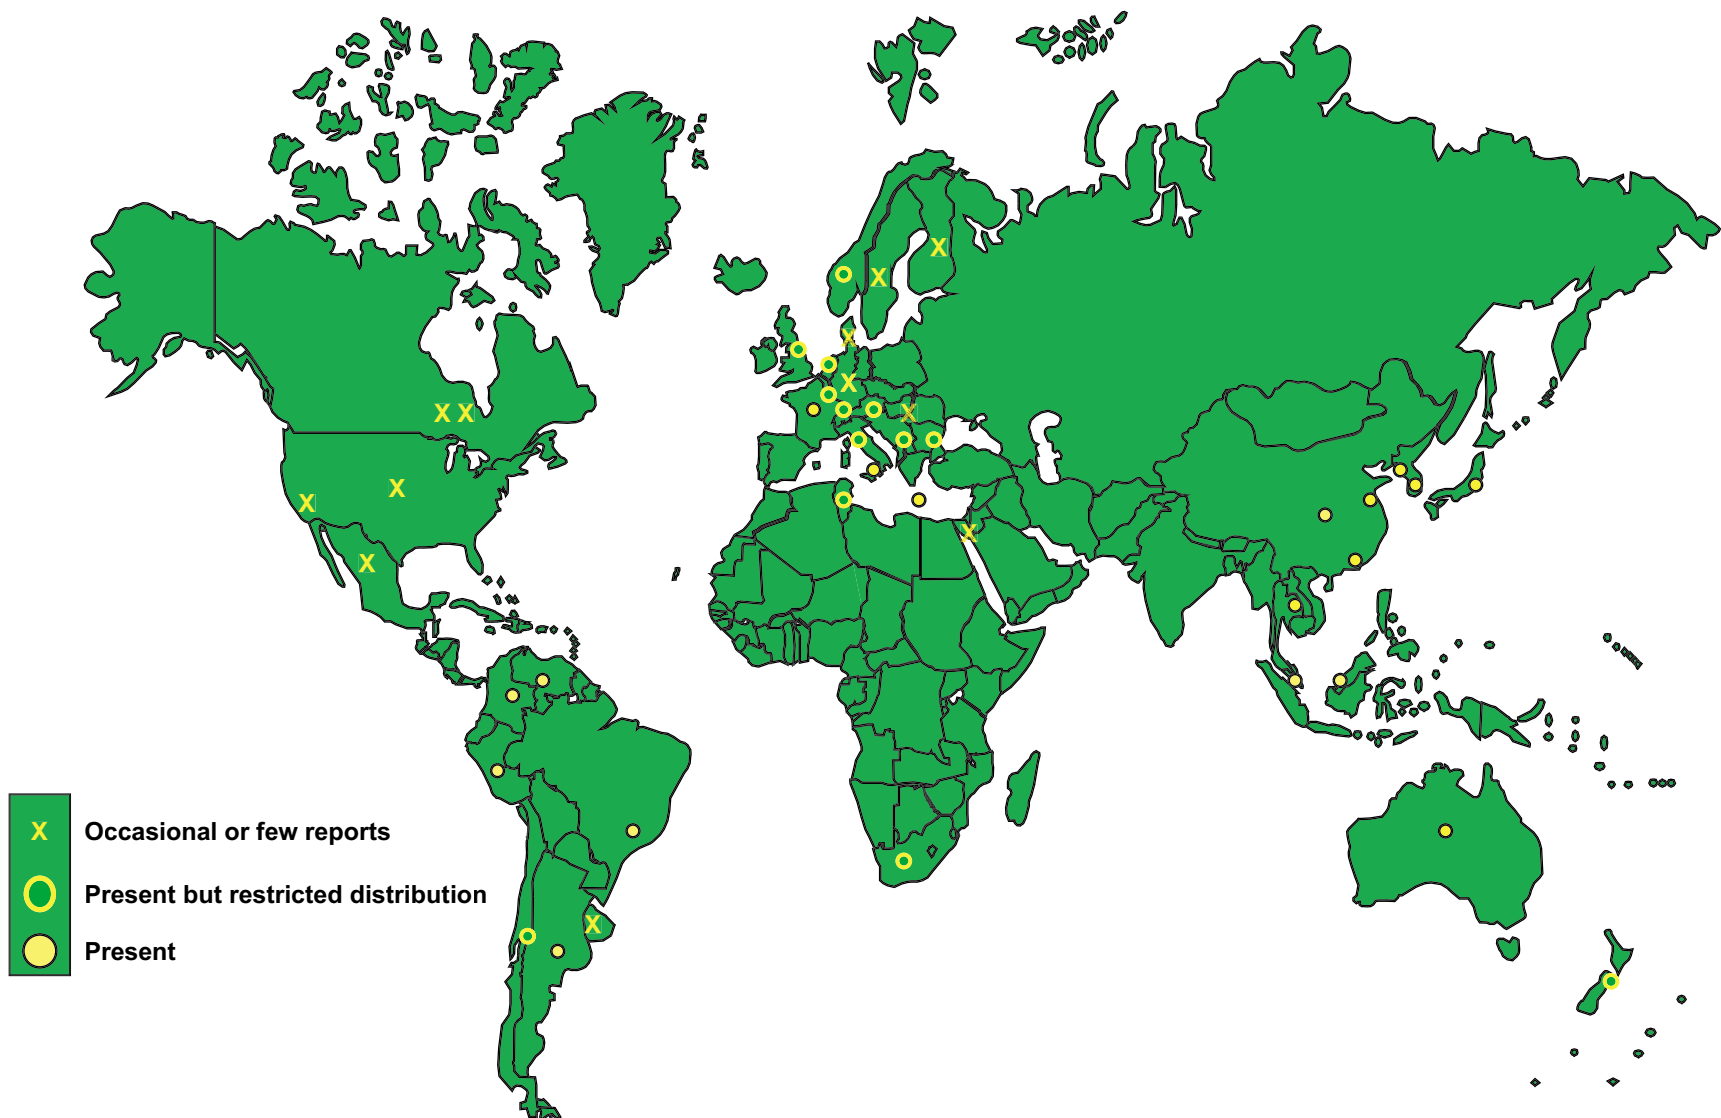 X Occasional or few reports
Present but restricted distribution
Present